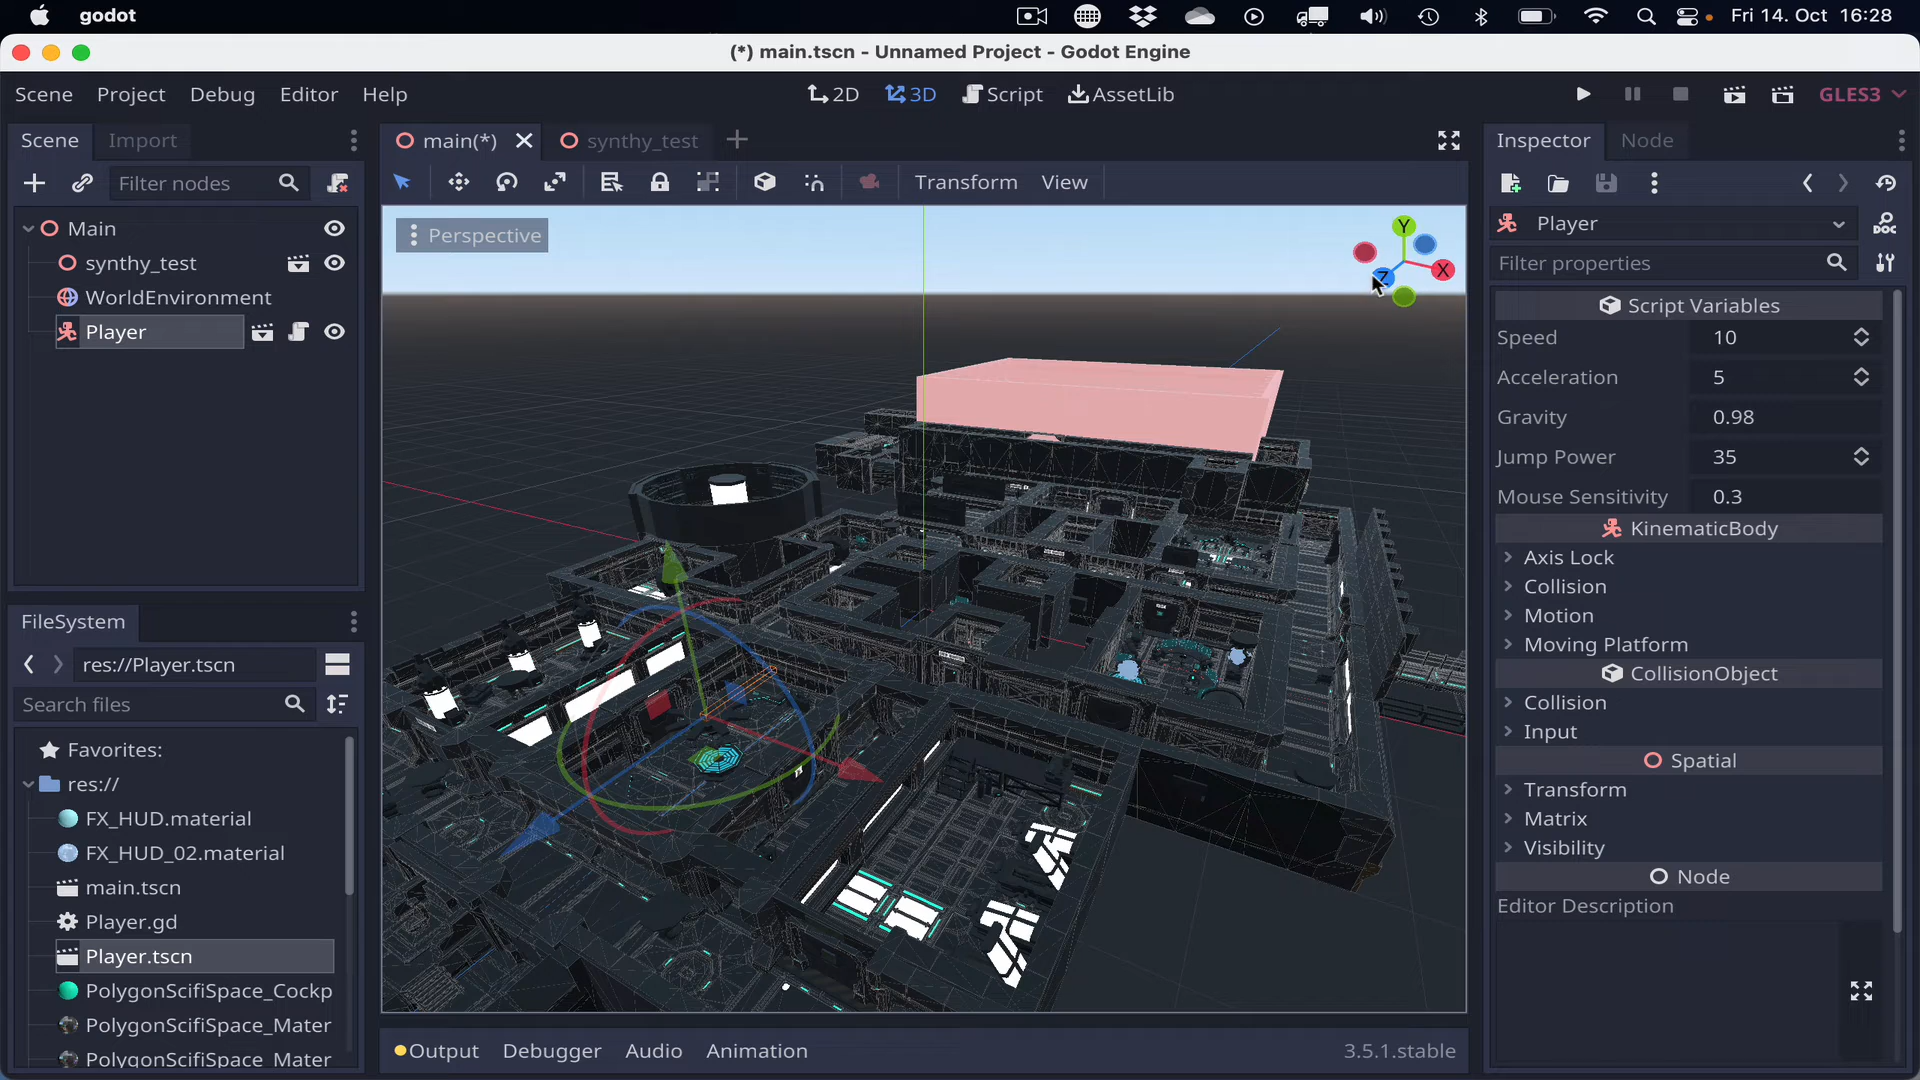 godot
Fri 14. Oct 16:28
(*) main.tscn - Unnamed Project - Godot Engine
Scene Project Debug Editor Help
2D 3D Script AssetLib
GLES3
Scene Import
main(*) synthy_test
Inspector Node
Filter nodes
Transform View
Main
synthy_test
WorldEnvironment
Player
Perspective
Y
X
Z
Player
Filter properties
Script Variables
Speed 10
Acceleration 5
Gravity 0.98
Jump Power 35
Mouse Sensitivity 0.3
KinematicBody
Axis Lock
Collision
Motion
Moving Platform
CollisionObject
Collision
Input
Spatial
Transform
Matrix
Visibility
Node
Editor Description
FileSystem
res://Player.tscn
Search files
Favorites:
res://
FX_HUD.material
FX_HUD_02.material
main.tscn
Player.gd
Player.tscn
PolygonScifiSpace_Cockp
PolygonScifiSpace_Mater
PolygonScifiSpace_Mater
Output Debugger Audio Animation
3.5.1.stable